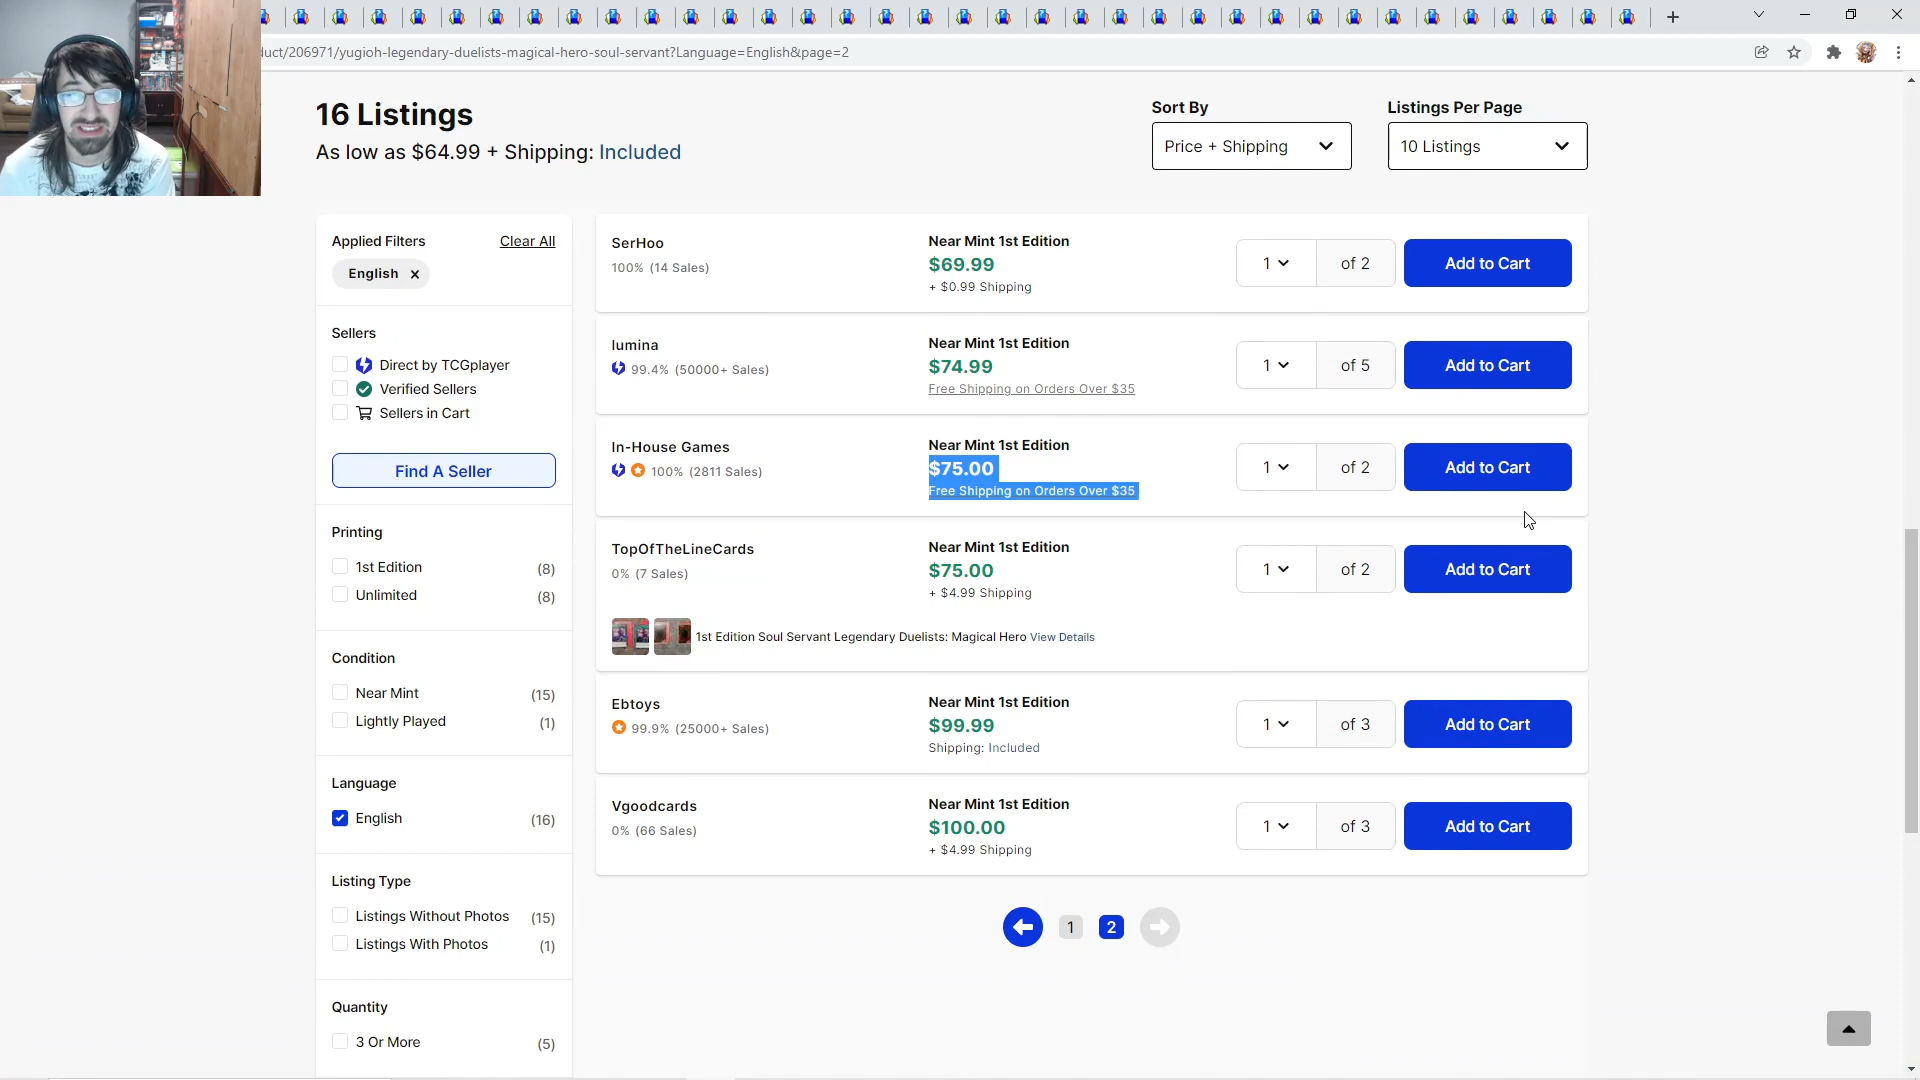 duct/206971/yugioh-legendary-duelists-magical-hero-soul-servant?Language=English&page=2
16 Listings
As low as $64.99 + Shipping: Included
Sort By
Price + Shipping
Listings Per Page
10 Listings
Applied Filters
Clear All
English
Sellers
Direct by TCGplayer
Verified Sellers
Sellers in Cart
Find A Seller
Printing
1st Edition (8)
Unlimited (8)
Condition
Near Mint (15)
Lightly Played (1)
Language
English (16)
Listing Type
Listings Without Photos (15)
Listings With Photos (1)
Quantity
3 Or More (5)
SerHoo
100% (14 Sales)
Near Mint 1st Edition
$69.99
+ $0.99 Shipping
1 of 2
Add to Cart
lumina
99.4% (50000+ Sales)
Near Mint 1st Edition
$74.99
Free Shipping on Orders Over $35
1 of 5
Add to Cart
In-House Games
100% (2811 Sales)
Near Mint 1st Edition
$75.00
Free Shipping on Orders Over $35
1 of 2
Add to Cart
TopOfTheLineCards
0% (7 Sales)
Near Mint 1st Edition
$75.00
+ $4.99 Shipping
1 of 2
Add to Cart
1st Edition Soul Servant Legendary Duelists: Magical Hero View Details
Ebtoys
99.9% (25000+ Sales)
Near Mint 1st Edition
$99.99
Shipping: Included
1 of 3
Add to Cart
Vgoodcards
0% (66 Sales)
Near Mint 1st Edition
$100.00
+ $4.99 Shipping
1 of 3
Add to Cart
1 2